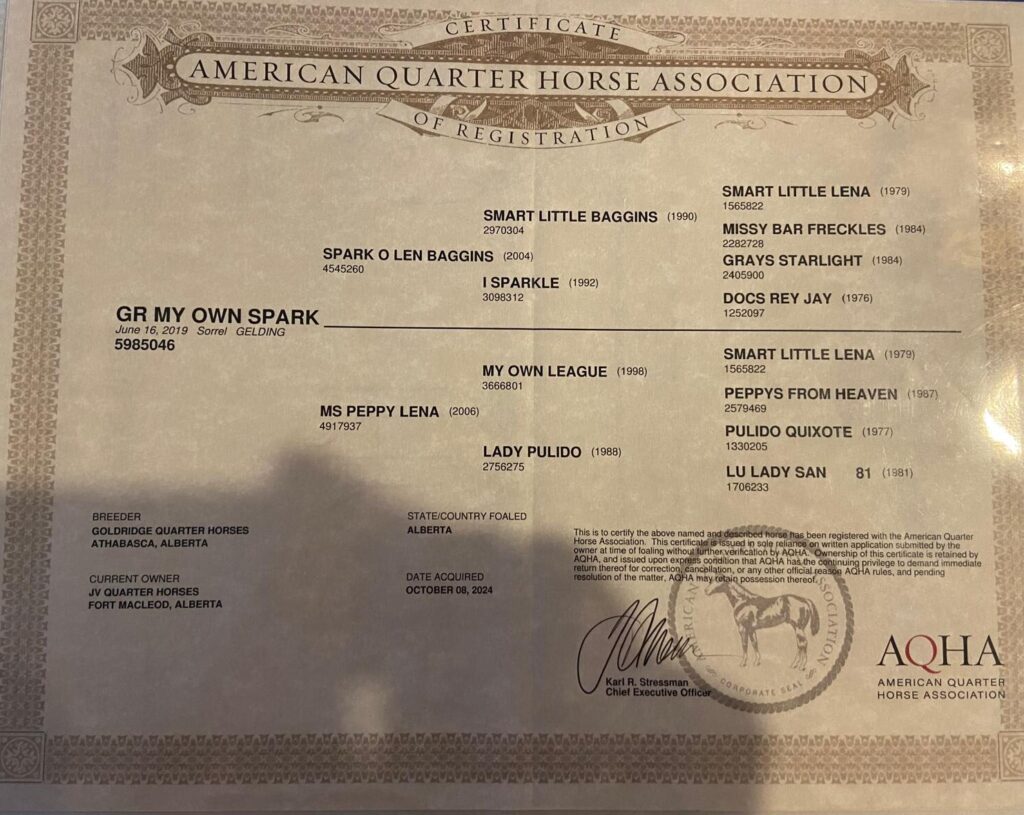 CERTIFICATE
AMERICAN QUARTER HORSE ASSOCIATION
OF REGISTRATION
SMART LITTLE LENA (1979)
1565822
SMART LITTLE BAGGINS (1990)
2970304
MISSY BAR FRECKLES (1984)
2282728
SPARK O LEN BAGGINS (2004)
4545260
GRAYS STARLIGHT (1984)
2405900
I SPARKLE (1992)
3098312
DOCS REY JAY (1976)
1252097
GR MY OWN SPARK
June 16, 2019 Sorrel GELDING
5985046
SMART LITTLE LENA (1979)
1565822
MY OWN LEAGUE (1998)
3666801
PEPPYS FROM HEAVEN (1987)
2579469
MS PEPPY LENA (2006)
4917937
PULIDO QUIXOTE (1977)
1330205
LADY PULIDO (1988)
2756275
LU LADY SAN 81 (1981)
1706233
BREEDER
GOLDRIDGE QUARTER HORSES
ATHABASCA, ALBERTA
STATE/COUNTRY FOALED
ALBERTA
CURRENT OWNER
JV QUARTER HORSES
FORT MACLEOD, ALBERTA
DATE ACQUIRED
OCTOBER 08, 2024
This is to certify the above named and described horse has been registered with the American Quarter
Horse Association. This certificate is issued in sole reliance on written application submitted by the
owner at time of foaling without further verification by AQHA. Ownership of this certificate is retained by
AQHA, and issued upon express condition that AQHA has the continuing privilege to demand immediate
return thereof for correction, cancellation, or any other official reason AQHA rules, and pending
resolution of the matter, AQHA may retain possession thereof.
Karl R. Stressman
Chief Executive Officer
AMERICAN ASSOCIATION
CORPORATE SEAL
AQHA
AMERICAN QUARTER
HORSE ASSOCIATION